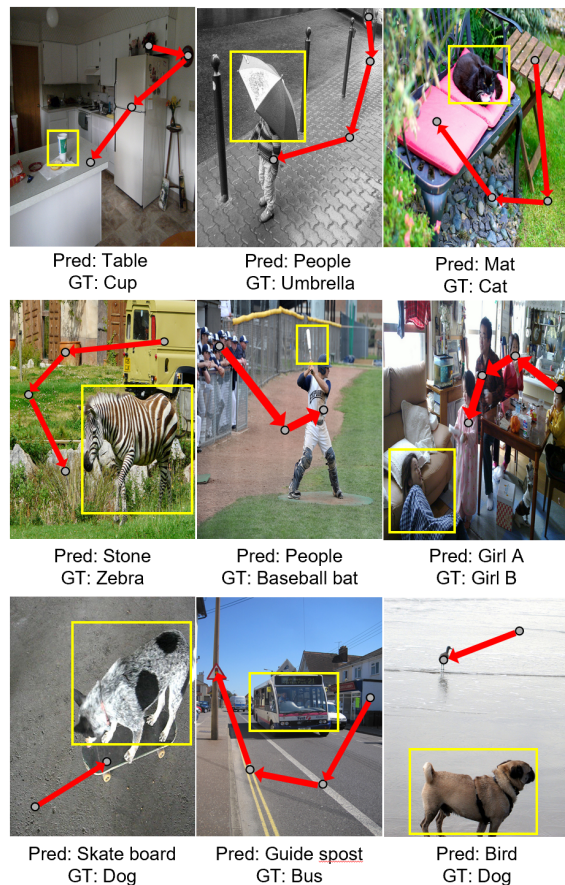 Pred: Table
GT: Cup
Pred: People
GT: Umbrella
Pred: Mat
GT: Cat
Pred: Stone
GT: Zebra
Pred: People
GT: Baseball bat
Pred: Girl A
GT: Girl B
Pred: Skate board
GT: Dog
Pred: Guide spost
GT: Bus
Pred: Bird
GT: Dog